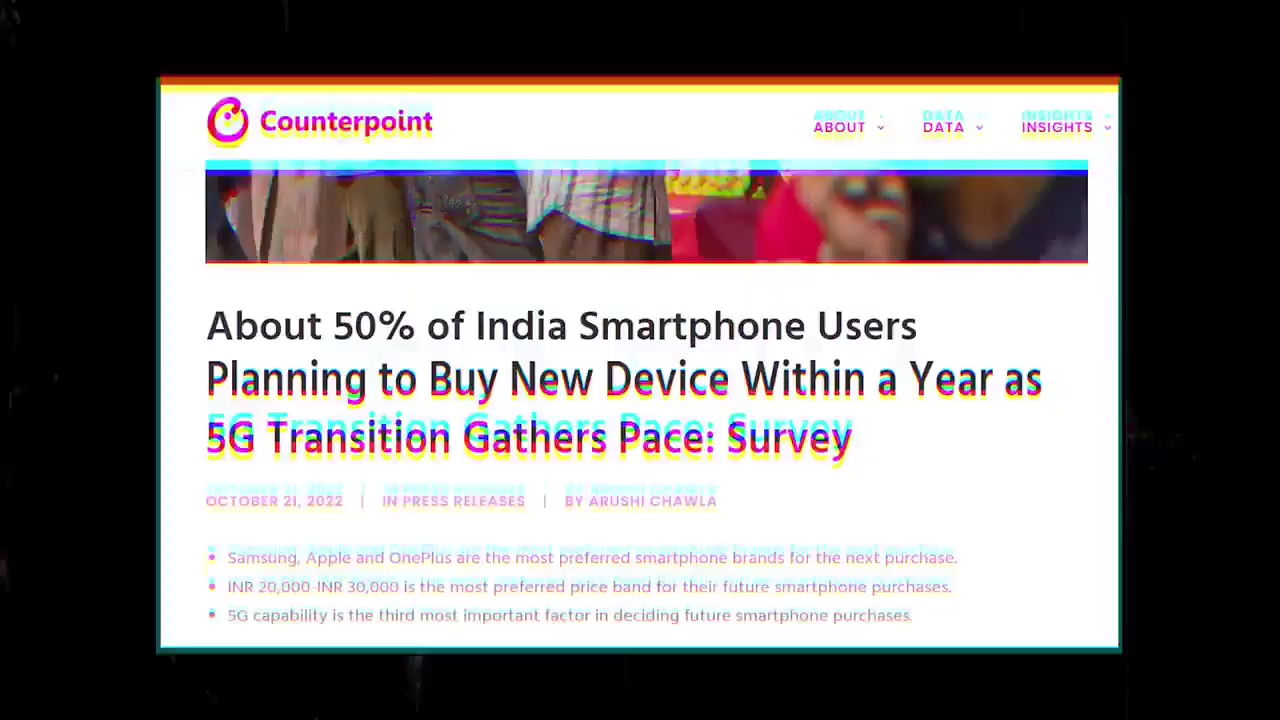 Counterpoint
ABOUT DATA INSIGHTS
About 50% of India Smartphone Users
Planning to Buy New Device Within a Year as
5G Transition Gathers Pace: Survey
OCTOBER 21, 2022 | IN PRESS RELEASES | BY ARUSHI CHAWLA
• Samsung, Apple and OnePlus are the most preferred smartphone brands for the next purchase.
• INR 20,000-INR 30,000 is the most preferred price band for their future smartphone purchases.
• 5G capability is the third most important factor in deciding future smartphone purchases.